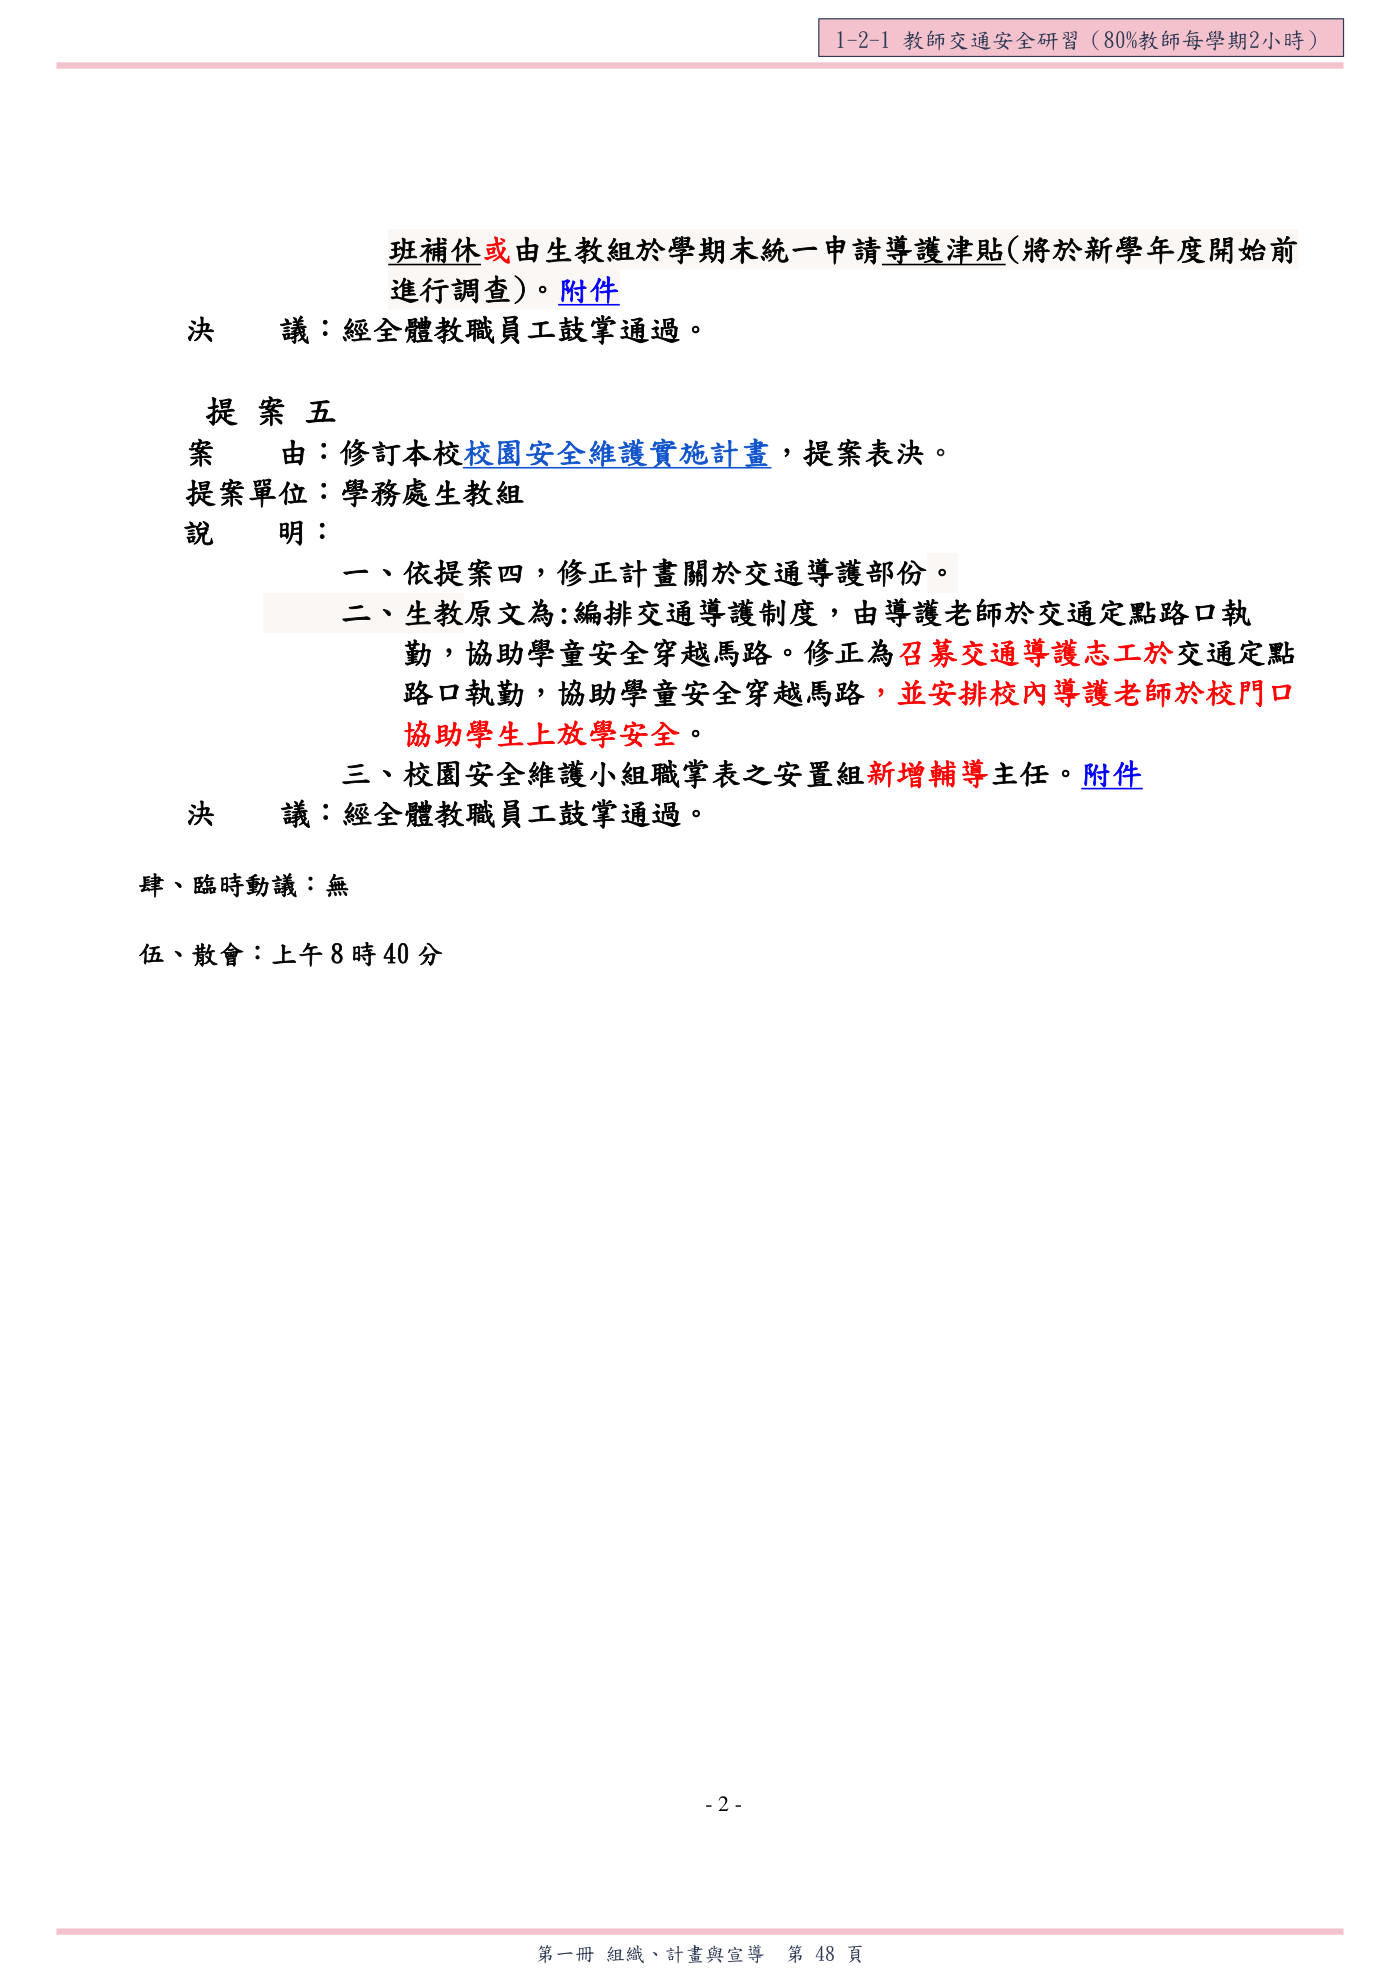 1-2-1 教師交通安全研習（80%教師每學期2小時）
班補休或由生教組於學期末統一申請導護津貼(將於新學年度開始前
進行調查)。附件
決　　議：經全體教職員工鼓掌通過。
提 案 五
案　　由：修訂本校校園安全維護實施計畫，提案表決。
提案單位：學務處生教組
說　　明：
一、依提案四，修正計畫關於交通導護部份。
二、生教原文為:編排交通導護制度，由導護老師於交通定點路口執
勤，協助學童安全穿越馬路。修正為召募交通導護志工於交通定點
路口執勤，協助學童安全穿越馬路，並安排校內導護老師於校門口
協助學生上放學安全。
三、校園安全維護小組職掌表之安置組新增輔導主任。附件
決　　議：經全體教職員工鼓掌通過。
肆、臨時動議：無
伍、散會：上午 8 時 40 分
- 2 -
第一冊 組織、計畫與宣導　第 48 頁